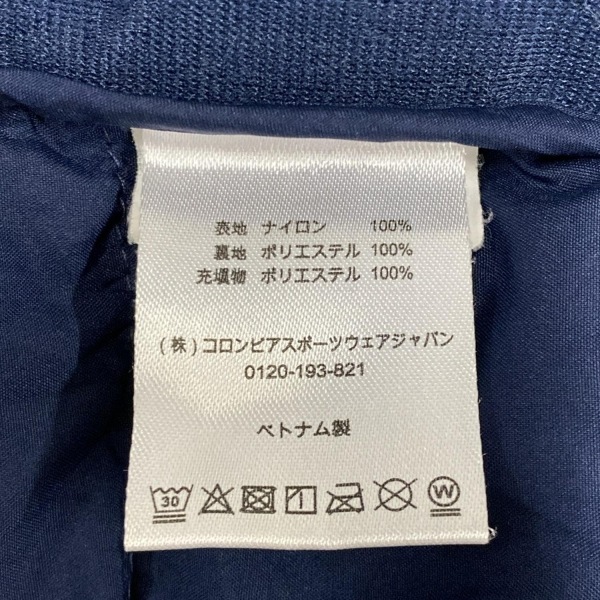 表地 ナイロン 100%
裏地 ポリエステル 100%
充填物 ポリエステル 100%
(株)コロンビアスポーツウェアジャパン
0120-193-821
ベトナム製
30 W